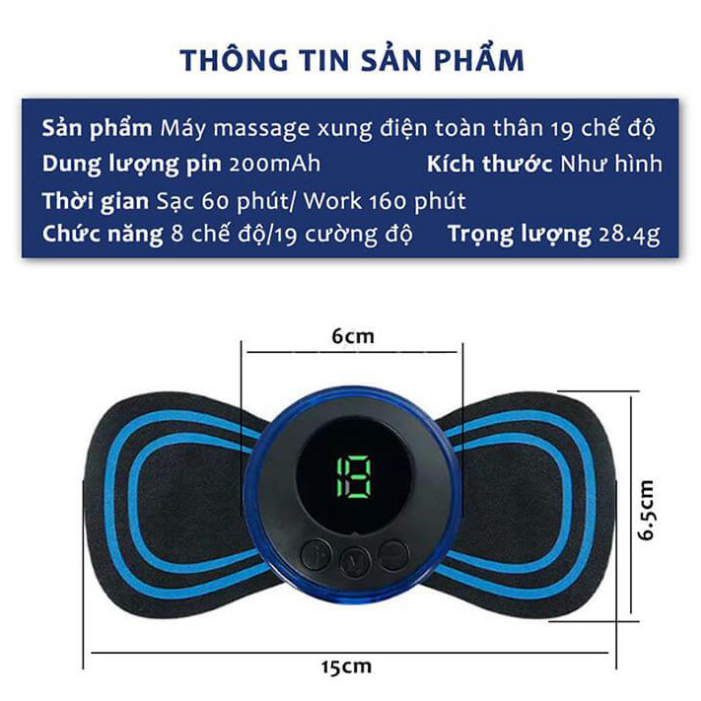 THÔNG TIN SẢN PHẨM
Sản phẩm Máy massage xung điện toàn thân 19 chế độ
Dung lượng pin 200mAh Kích thước Như hình
Thời gian Sạc 60 phút/ Work 160 phút
Chức năng 8 chế độ/19 cường độ Trọng lượng 28.4g
6cm
19
M
6.5cm
15cm